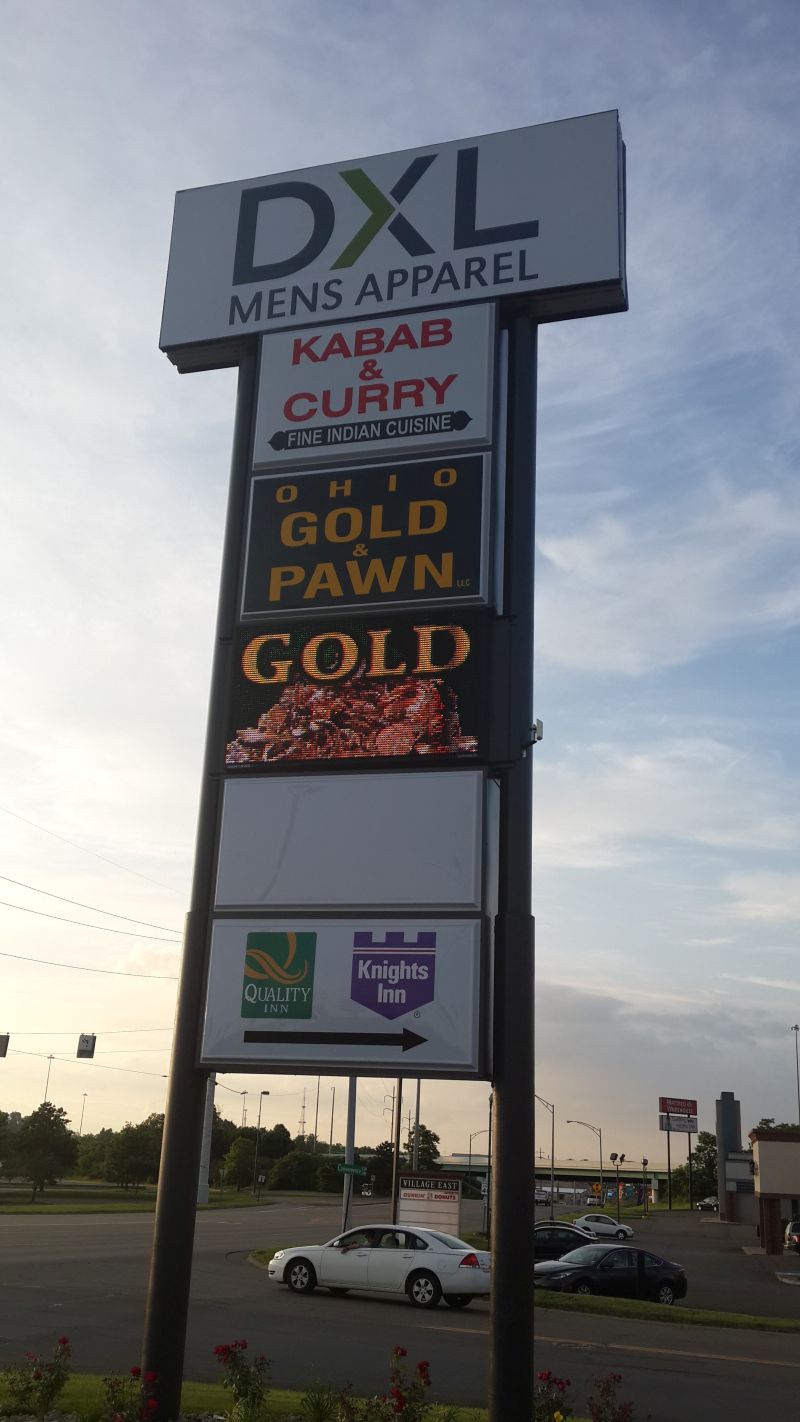 DXL
MENS APPAREL
KABAB
&
CURRY
FINE INDIAN CUISINE
OHIO
GOLD
&
PAWN LLC
GOLD
QUALITY
INN
Knights
Inn
®
VILLAGE EAST
DUNKIN' DONUTS